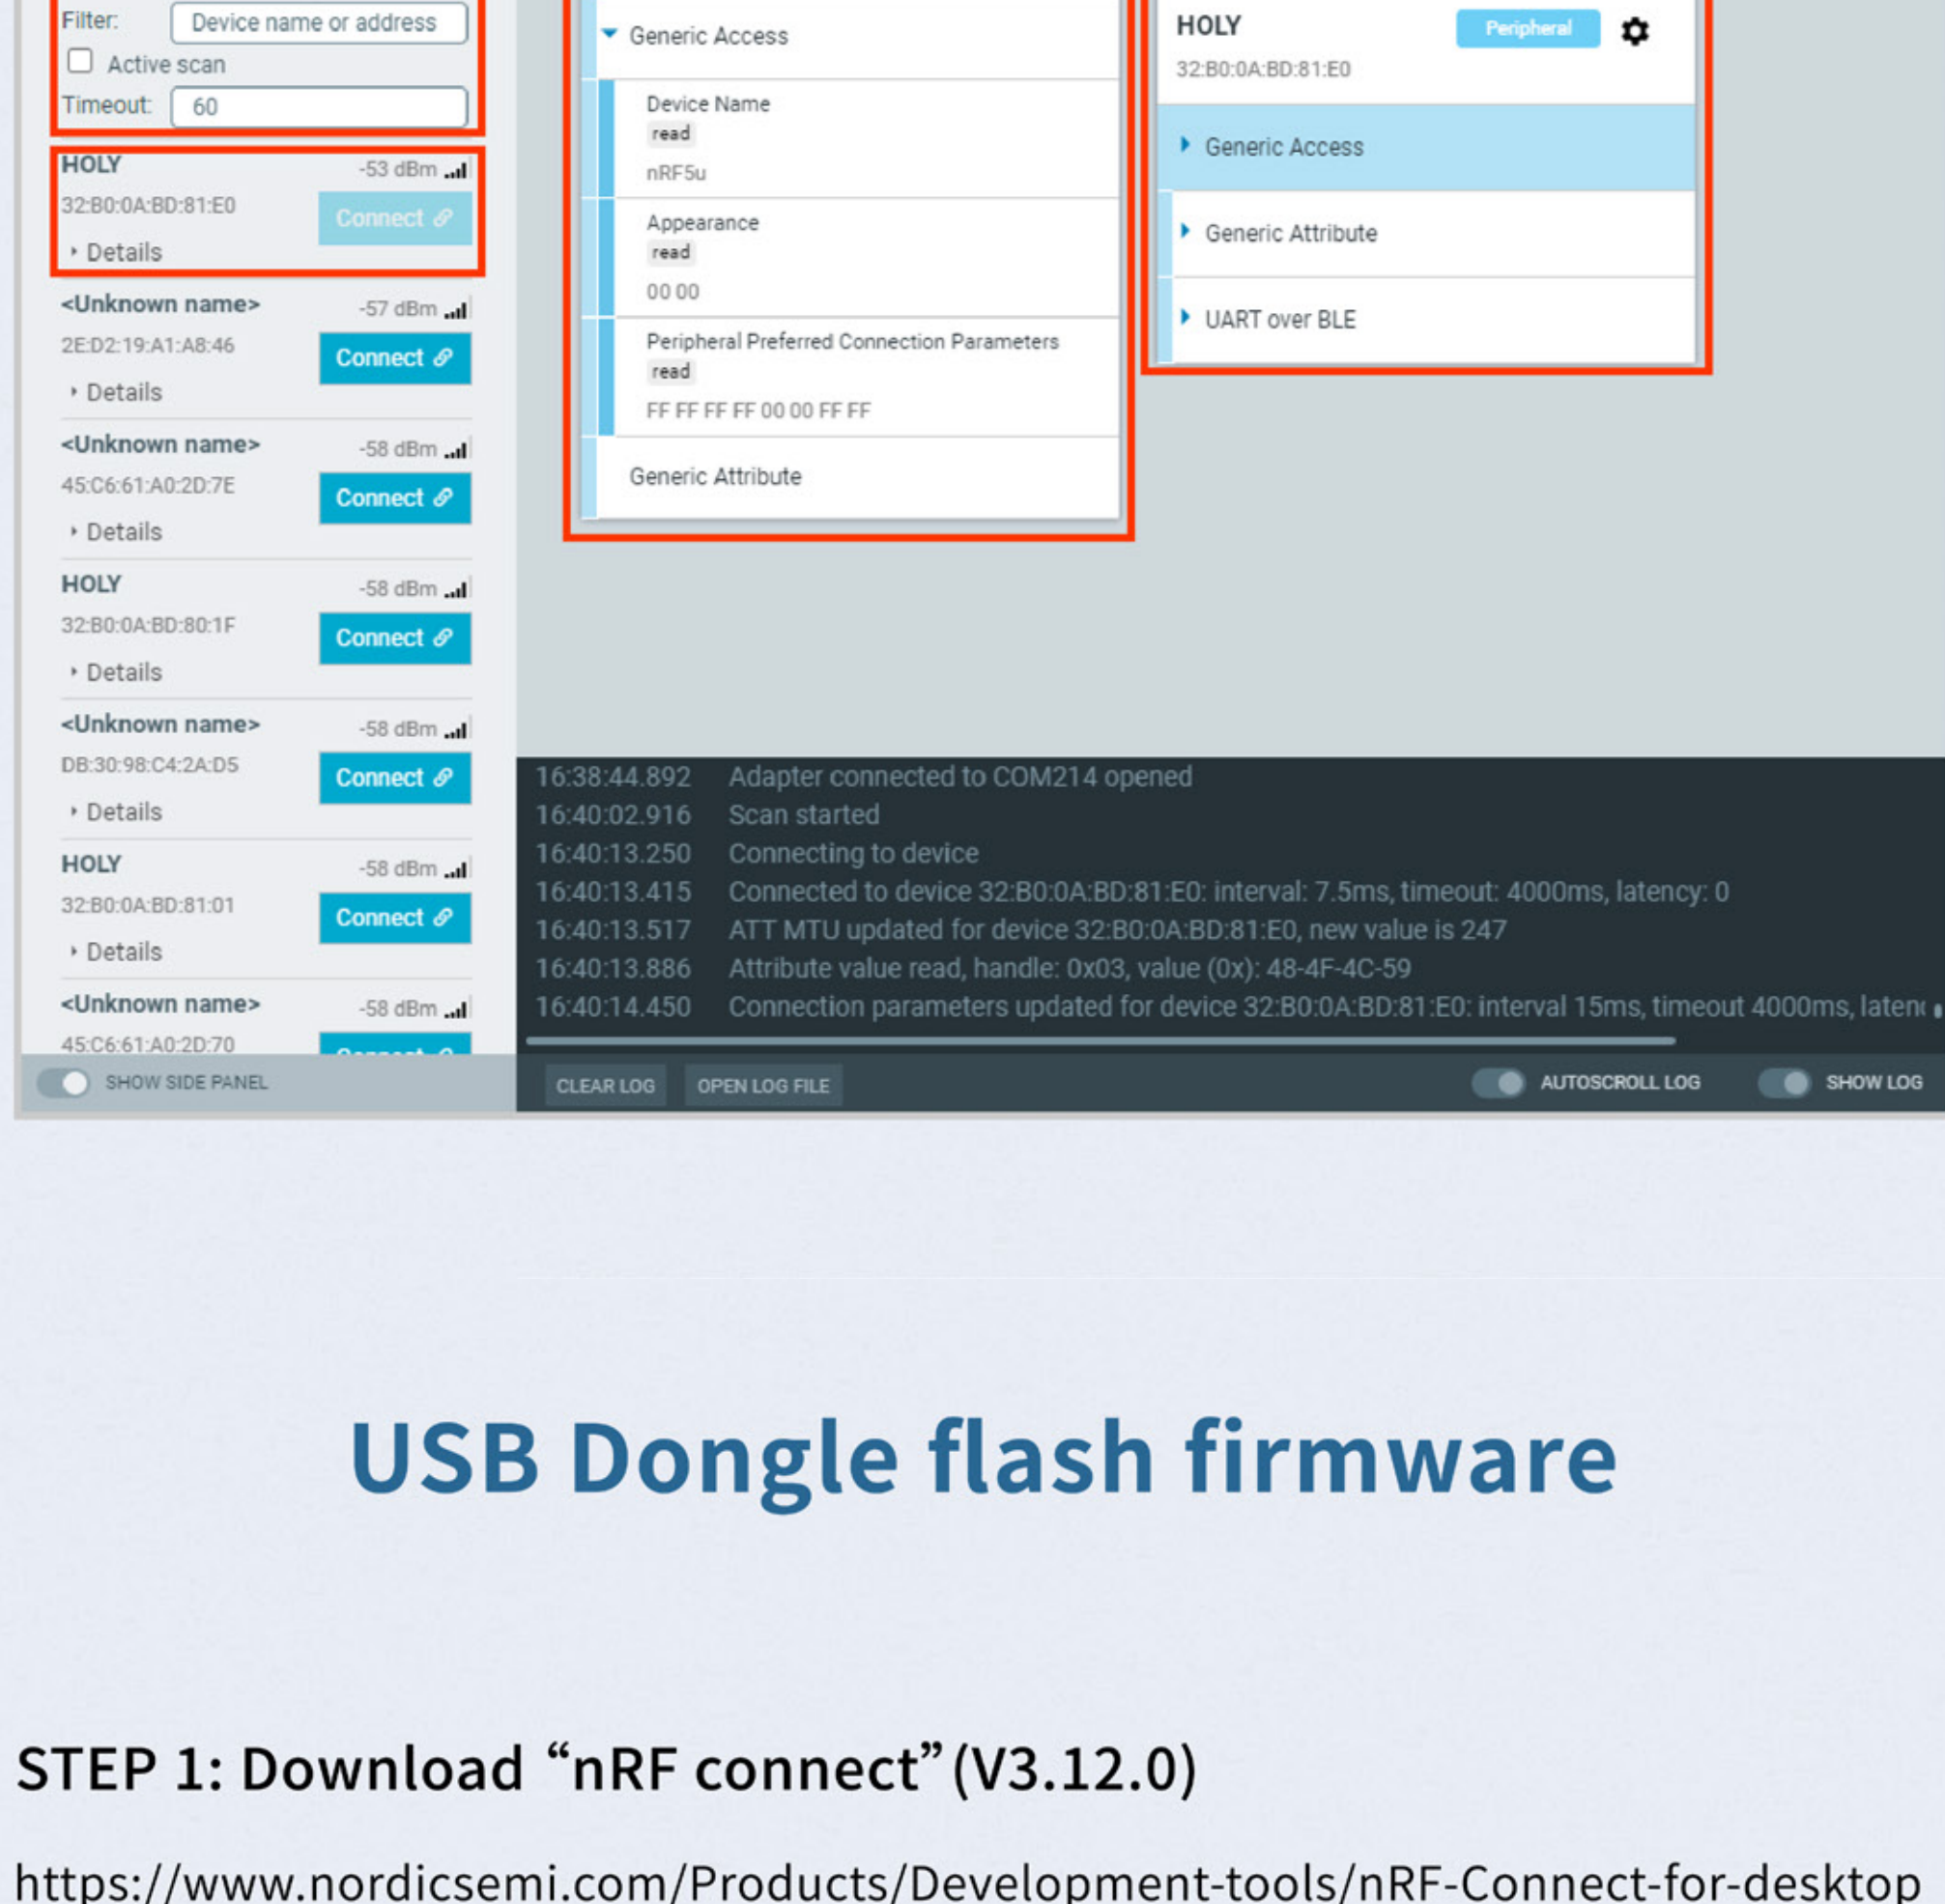 Filter:
Device name or address
Active scan
Timeout:
60
HOLY
-53 dBm
32:B0:0A:BD:81:E0
Connect
Details
<Unknown name>
-57 dBm
2E:D2:19:A1:A8:46
Connect
Details
<Unknown name>
-58 dBm
45:C6:61:A0:2D:7E
Connect
Details
HOLY
-58 dBm
32:B0:0A:BD:80:1F
Connect
Details
<Unknown name>
-58 dBm
DB:30:98:C4:2A:D5
Connect
Details
HOLY
-58 dBm
32:B0:0A:BD:81:01
Connect
Details
<Unknown name>
-58 dBm
45:C6:61:A0:2D:70
Connect
SHOW SIDE PANEL
Generic Access
Device Name
read
nRF5u
Appearance
read
00 00
Peripheral Preferred Connection Parameters
read
FF FF FF FF 00 00 FF FF
Generic Attribute
HOLY
Peripheral
32:B0:0A:BD:81:E0
Generic Access
Generic Attribute
UART over BLE
16:38:44.892 Adapter connected to COM214 opened
16:40:02.916 Scan started
16:40:13.250 Connecting to device
16:40:13.415 Connected to device 32:B0:0A:BD:81:E0: interval: 7.5ms, timeout: 4000ms, latency: 0
16:40:13.517 ATT MTU updated for device 32:B0:0A:BD:81:E0, new value is 247
16:40:13.886 Attribute value read, handle: 0x03, value (0x): 48-4F-4C-59
16:40:14.450 Connection parameters updated for device 32:B0:0A:BD:81:E0: interval 15ms, timeout 4000ms, laten
CLEAR LOG
OPEN LOG FILE
AUTOSCROLL LOG
SHOW LOG
USB Dongle flash firmware
STEP 1: Download “nRF connect”(V3.12.0)
https://www.nordicsemi.com/Products/Development-tools/nRF-Connect-for-desktop